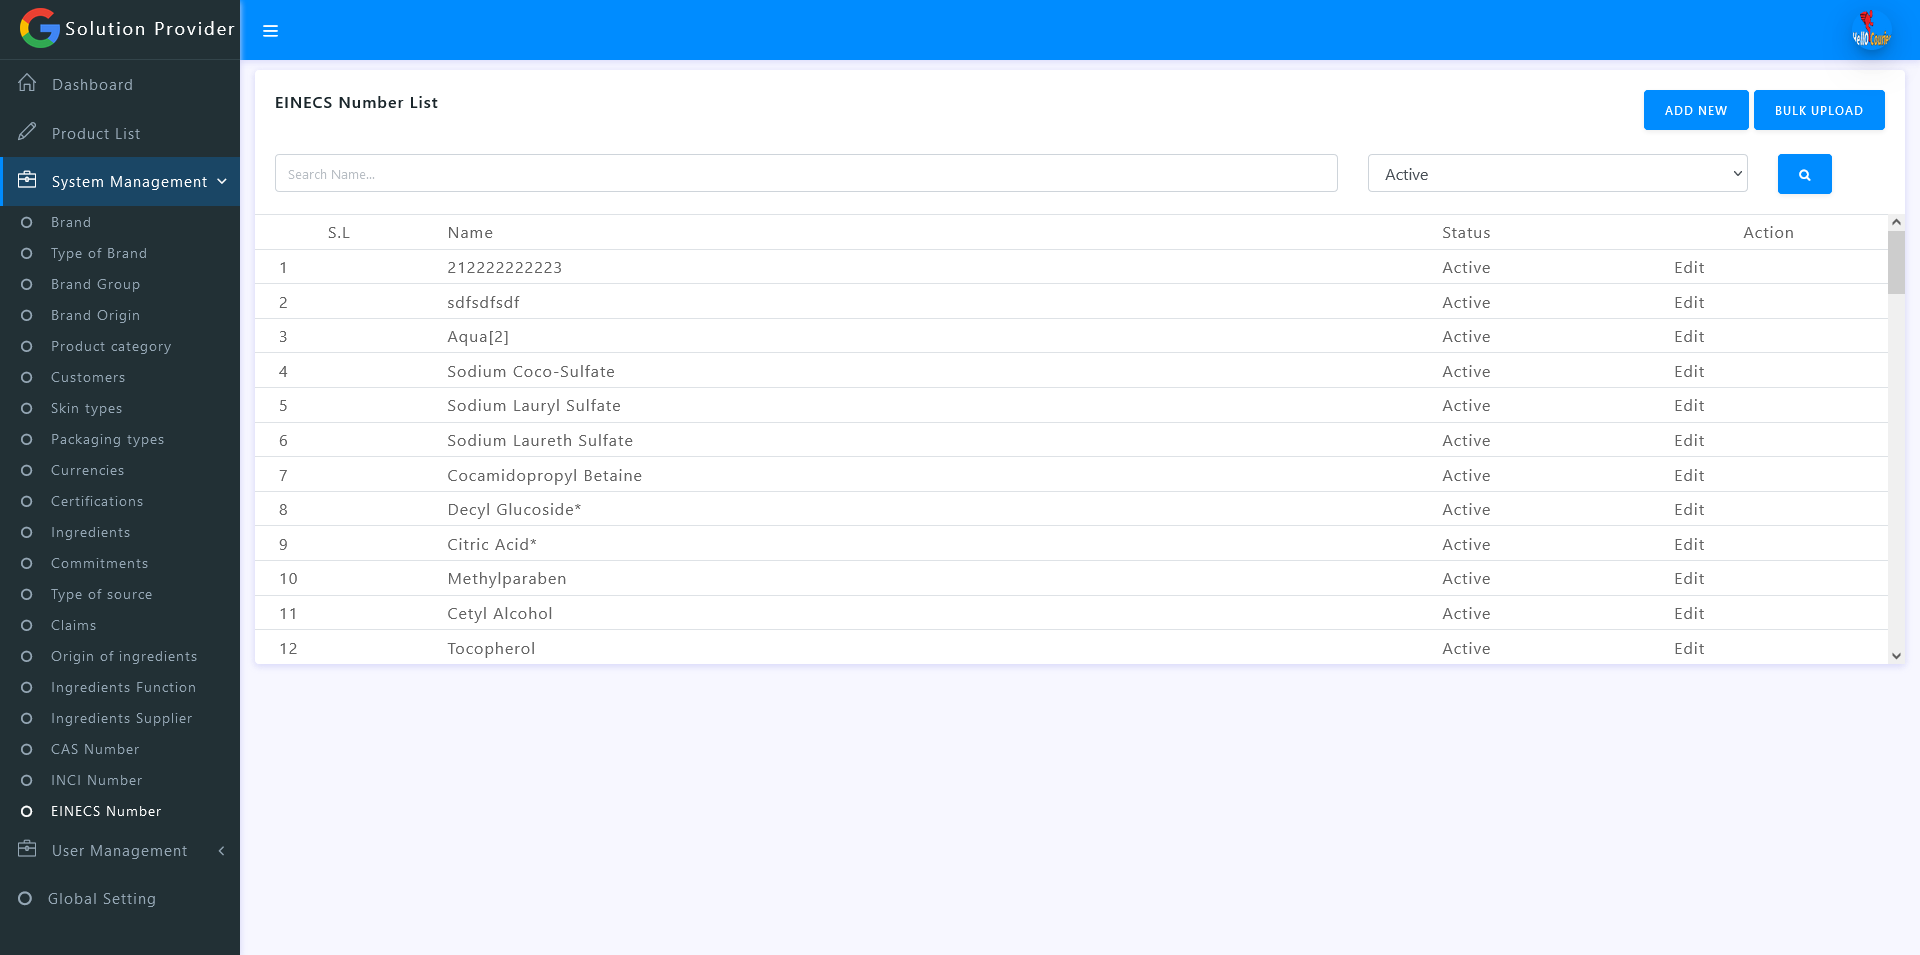 Solution Provider
Dashboard
Product List
System Management
Brand
Type of Brand
Brand Group
Brand Origin
Product category
Customers
Skin types
Packaging types
Currencies
Certifications
Ingredients
Commitments
Type of source
Claims
Origin of ingredients
Ingredients Function
Ingredients Supplier
CAS Number
INCI Number
EINECS Number
User Management
Global Setting
HellO Courier
EINECS Number List
ADD NEW
BULK UPLOAD
Search Name...
Active
S.L Name Status Action
1 212222222223 Active Edit
2 sdfsdfsdf Active Edit
3 Aqua[2] Active Edit
4 Sodium Coco-Sulfate Active Edit
5 Sodium Lauryl Sulfate Active Edit
6 Sodium Laureth Sulfate Active Edit
7 Cocamidopropyl Betaine Active Edit
8 Decyl Glucoside* Active Edit
9 Citric Acid* Active Edit
10 Methylparaben Active Edit
11 Cetyl Alcohol Active Edit
12 Tocopherol Active Edit